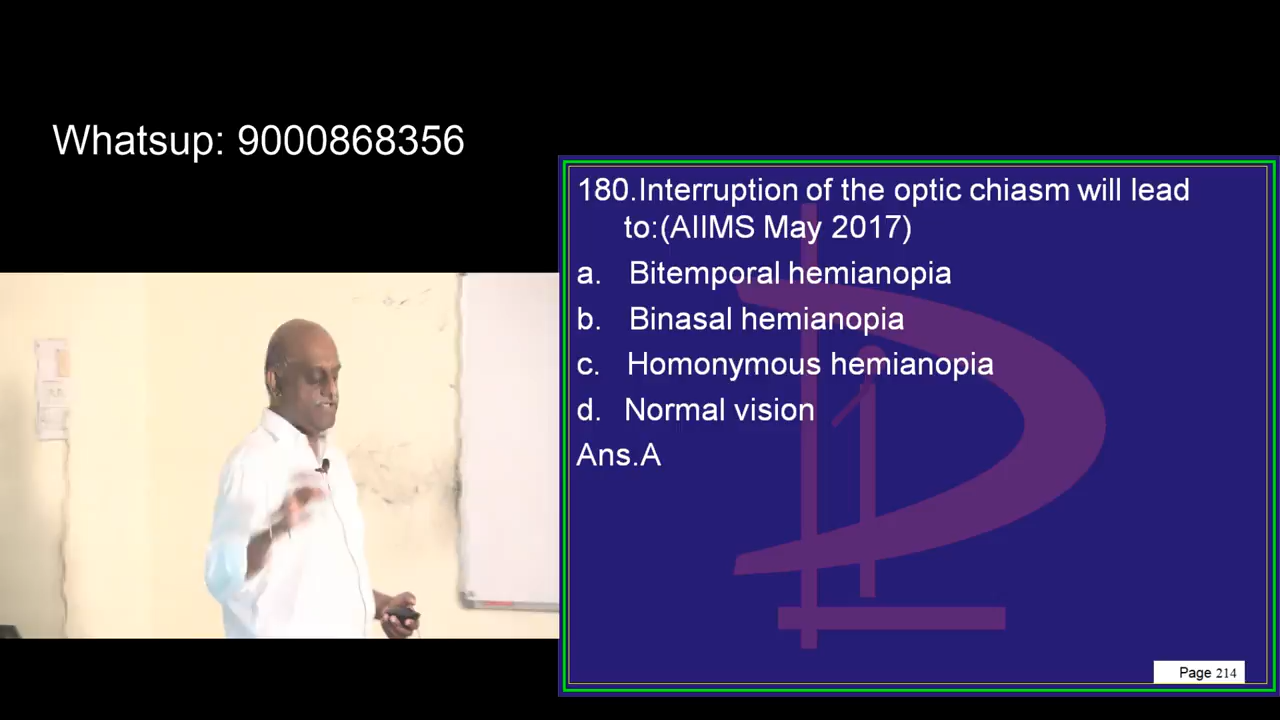 Whatsup: 9000868356
180.Interruption of the optic chiasm will lead
to:(AIIMS May 2017)
a. Bitemporal hemianopia
b. Binasal hemianopia
c. Homonymous hemianopia
d. Normal vision
Ans.A
Page 214